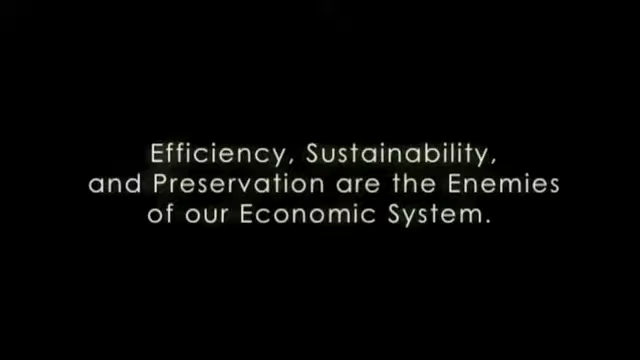 Efficiency, Sustainability,
and Preservation are the Enemies
of our Economic System.